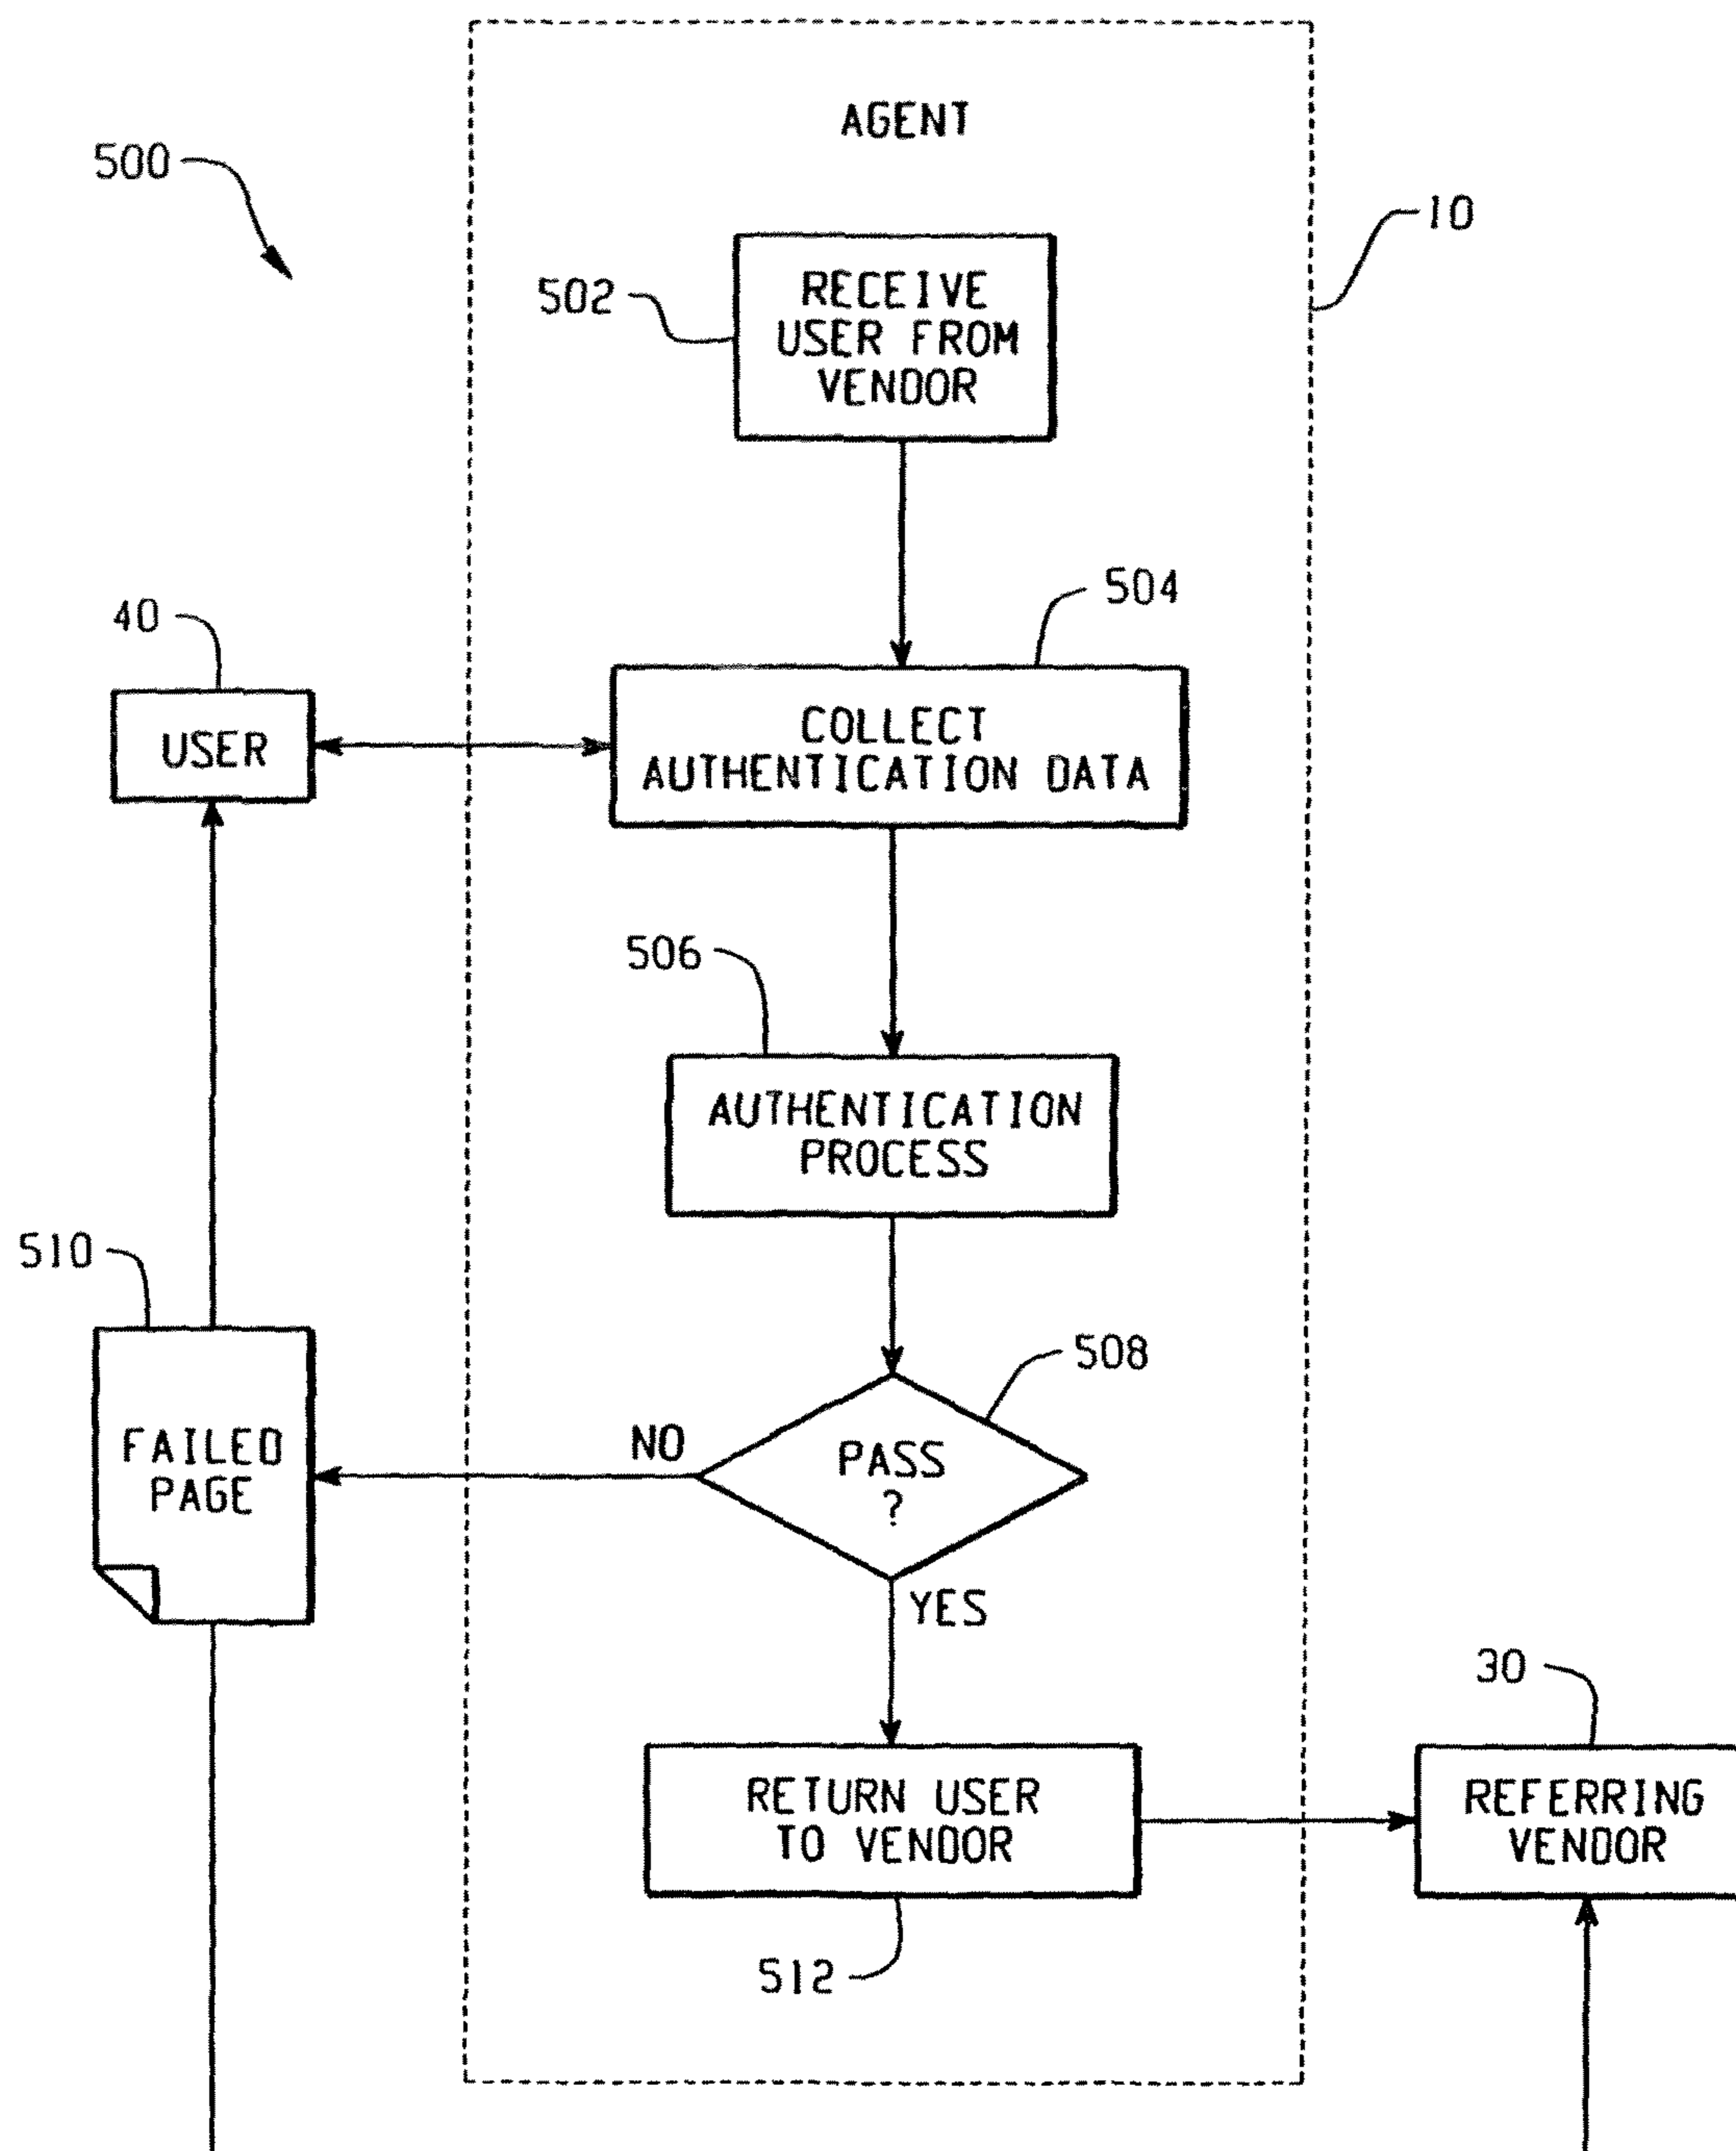 AGENT
500
10
502
RECEIVE
USER FROM
VENDOR
504
40
USER
COLLECT
AUTHENTICATION DATA
506
AUTHENTICATION
PROCESS
510
508
NO
PASS
?
FAILED
PAGE
YES
30
RETURN USER
TO VENDOR
REFERRING
VENDOR
512